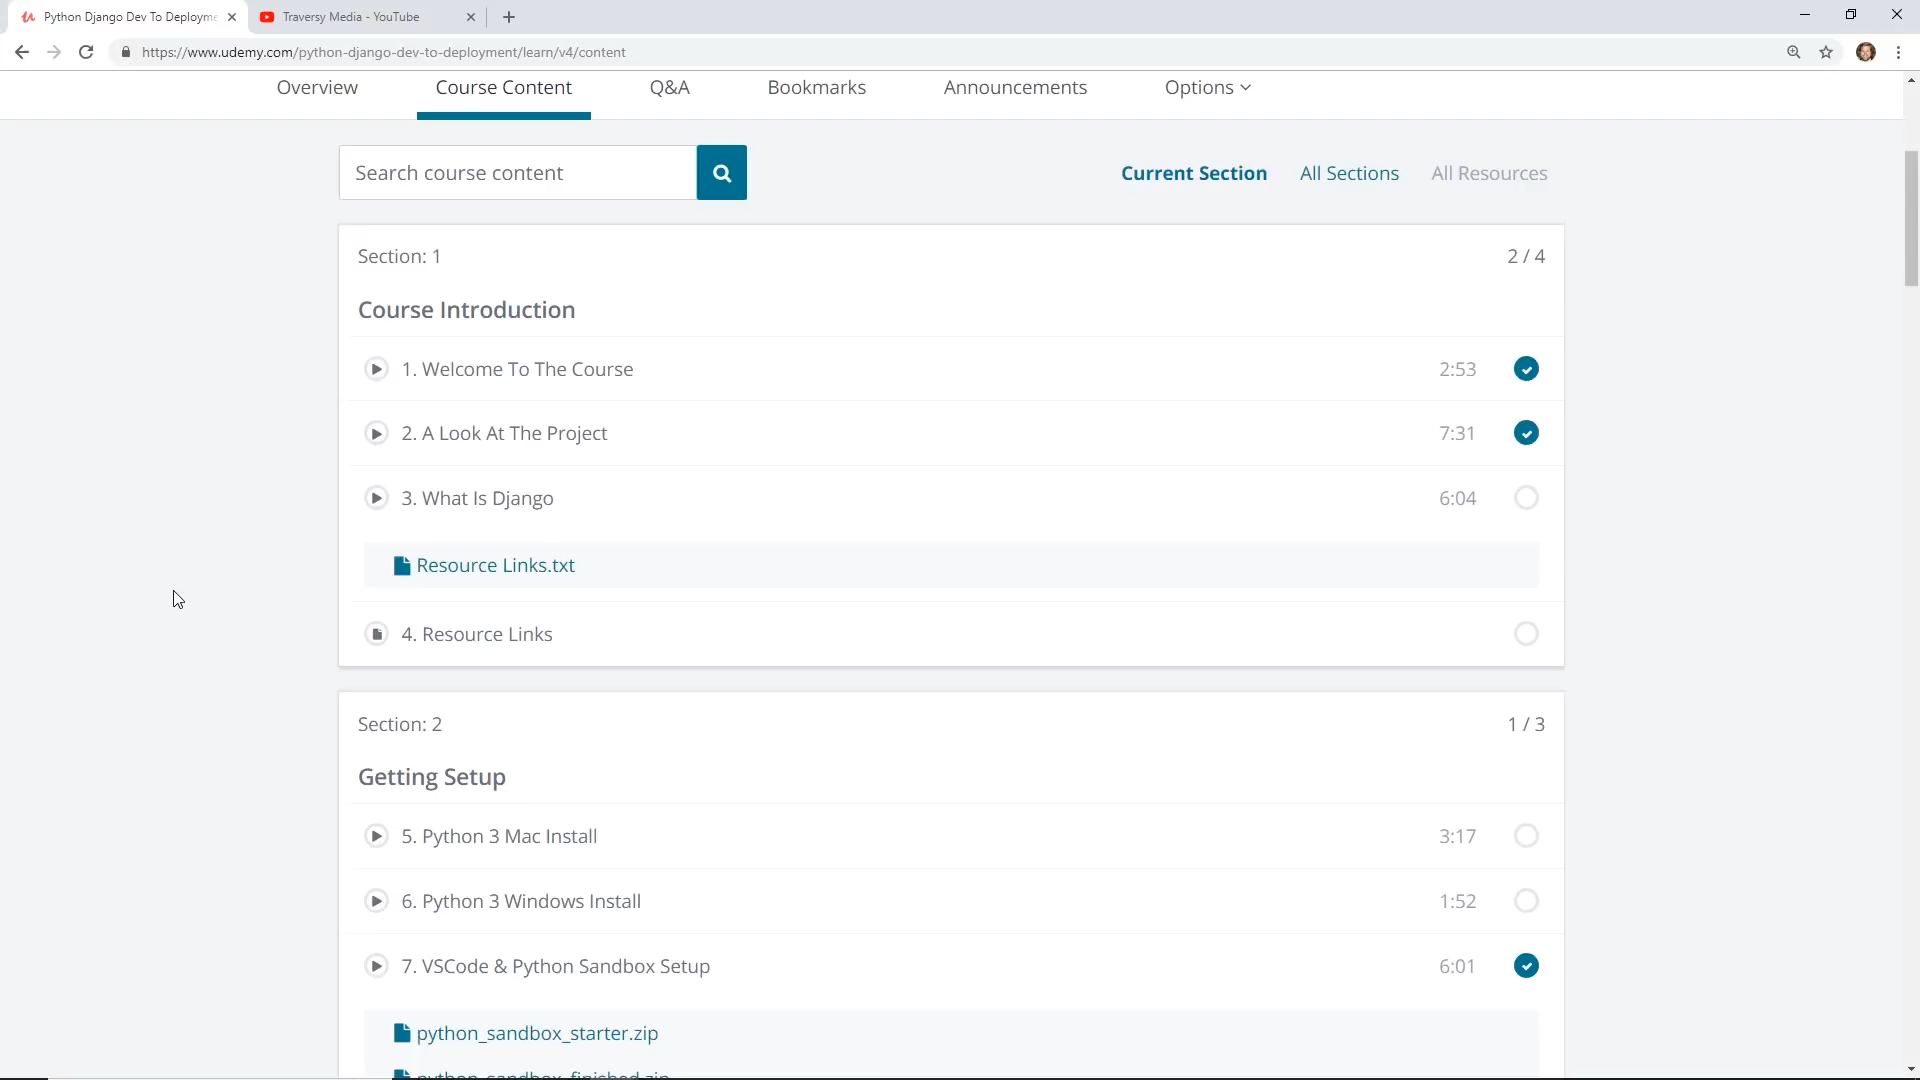 Python Django Dev To Deployme
Traversy Media - YouTube
https://www.udemy.com/python-django-dev-to-deployment/learn/v4/content
Overview
Course Content
Q&A
Bookmarks
Announcements
Options
Search course content
Current Section
All Sections
All Resources
Section: 1
2 / 4
Course Introduction
1. Welcome To The Course
2:53
2. A Look At The Project
7:31
3. What Is Django
6:04
Resource Links.txt
4. Resource Links
Section: 2
1 / 3
Getting Setup
5. Python 3 Mac Install
3:17
6. Python 3 Windows Install
1:52
7. VSCode & Python Sandbox Setup
6:01
python_sandbox_starter.zip
python_sandbox_finished.zip